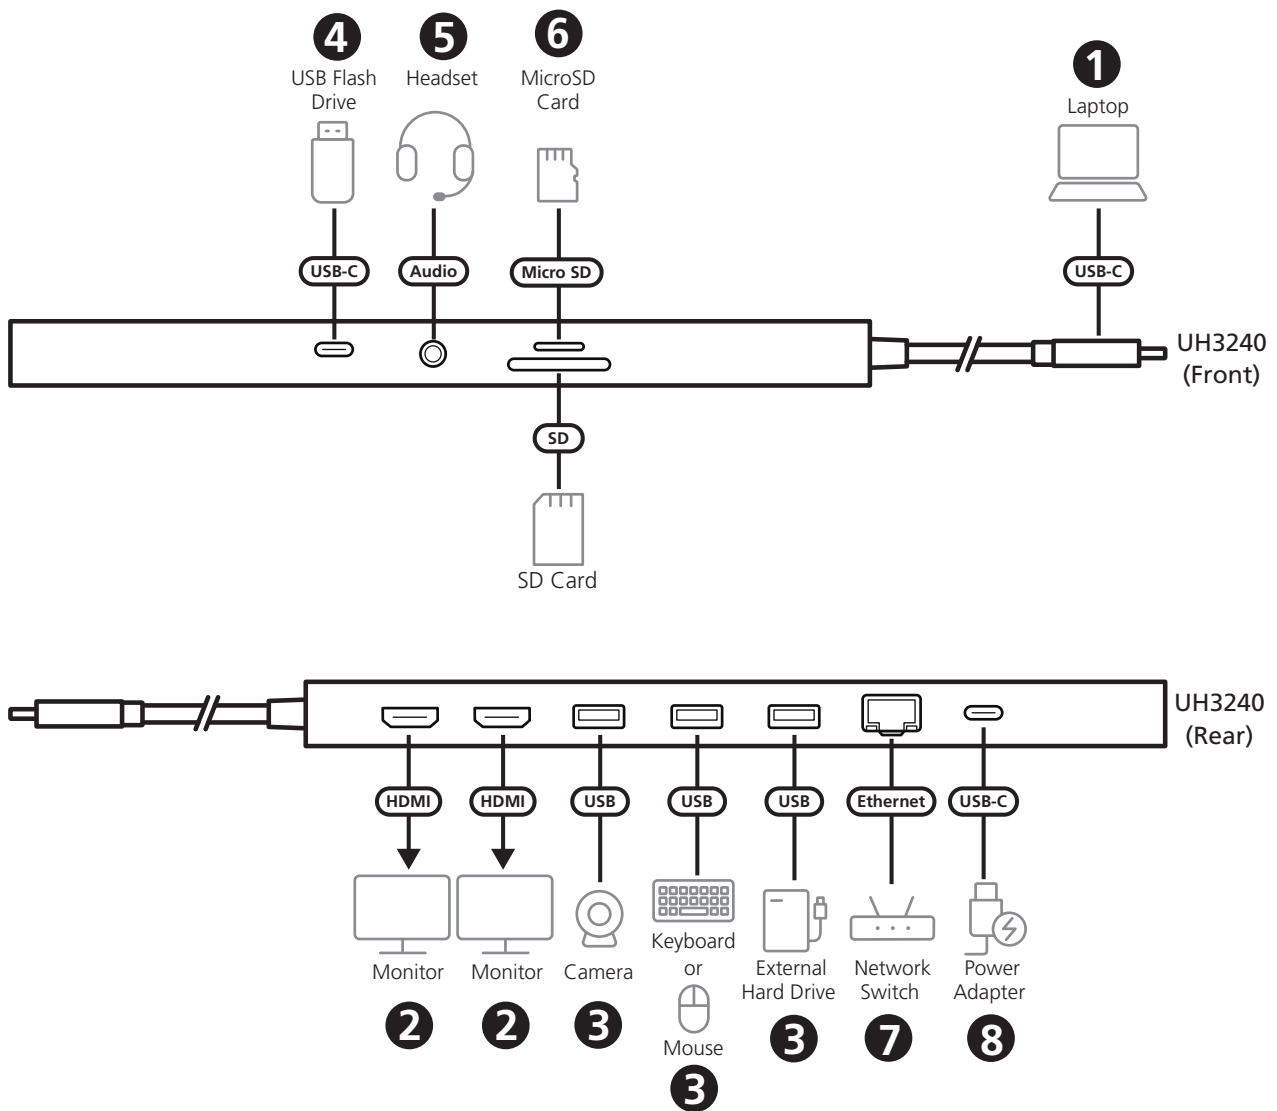 4
USB Flash
Drive
5
Headset
6
MicroSD
Card
1
Laptop
USB-C
Audio
Micro SD
USB-C
UH3240
(Front)
SD
SD Card
UH3240
(Rear)
HDMI
HDMI
USB
USB
USB
Ethernet
USB-C
Monitor
2
Monitor
2
Camera
3
Keyboard
or
Mouse
3
External
Hard Drive
3
Network
Switch
7
Power
Adapter
8